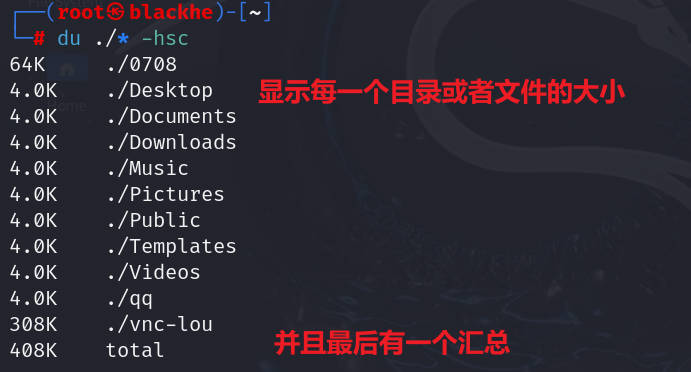 ┌──(root㉿blackhe)-[~]
└─# du ./* -hsc
64K ./0708
4.0K ./Desktop
显示每一个目录或者文件的大小
4.0K ./Documents
4.0K ./Downloads
4.0K ./Music
4.0K ./Pictures
4.0K ./Public
4.0K ./Templates
4.0K ./Videos
4.0K ./qq
308K ./vnc-lou
并且最后有一个汇总
408K total